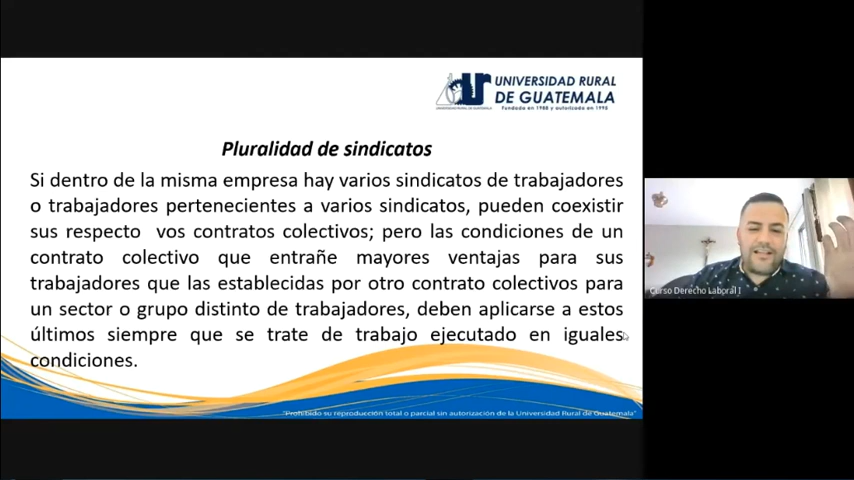 UNIVERSIDAD RURAL
DE GUATEMALA
Fundada en 1988 y autorizada en 1995
Pluralidad de sindicatos
Si dentro de la misma empresa hay varios sindicatos de trabajadores
o trabajadores pertenecientes a varios sindicatos, pueden coexistir
sus respecto vos contratos colectivos; pero las condiciones de un
contrato colectivo que entrañe mayores ventajas para sus
trabajadores que las establecidas por otro contrato colectivos para
un sector o grupo distinto de trabajadores, deben aplicarse a estos
últimos siempre que se trate de trabajo ejecutado en iguales
condiciones.
"Prohibido su reproducción total o parcial sin autorización de la Universidad Rural de Guatemala"
Curso Derecho Laboral I